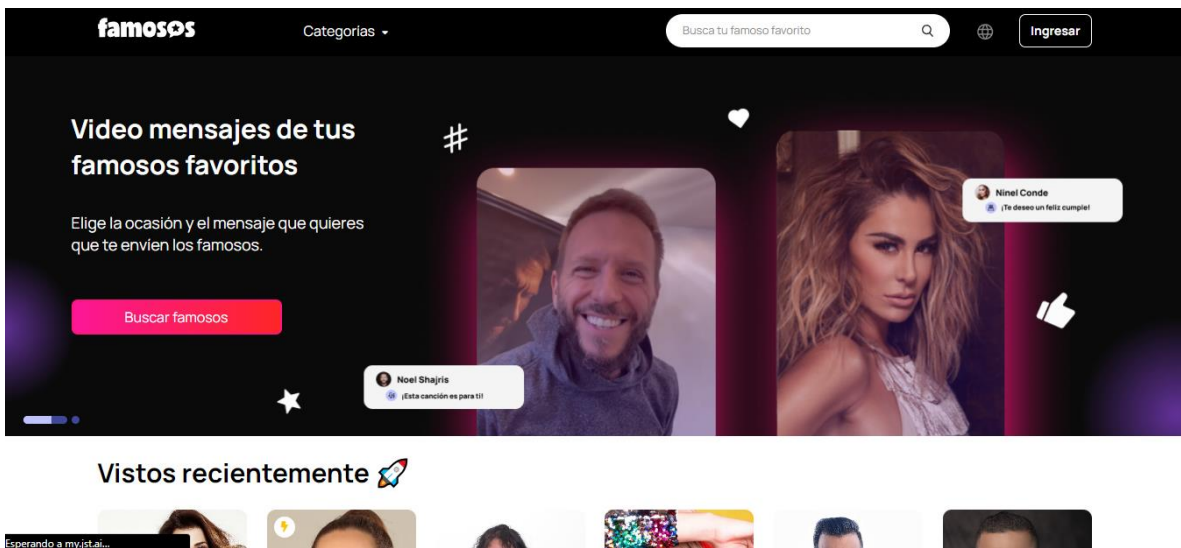 famosos
Categorías
Busca tu famoso favorito
Ingresar
Video mensajes de tus
famosos favoritos
Elige la ocasión y el mensaje que quieres
que te envíen los famosos.
Buscar famosos
Ninel Conde
¡Te deseo un feliz cumple!
Noel Shajris
¡Esta canción es para ti!
Vistos recientemente 🚀
Esperando a my.jst.ai...